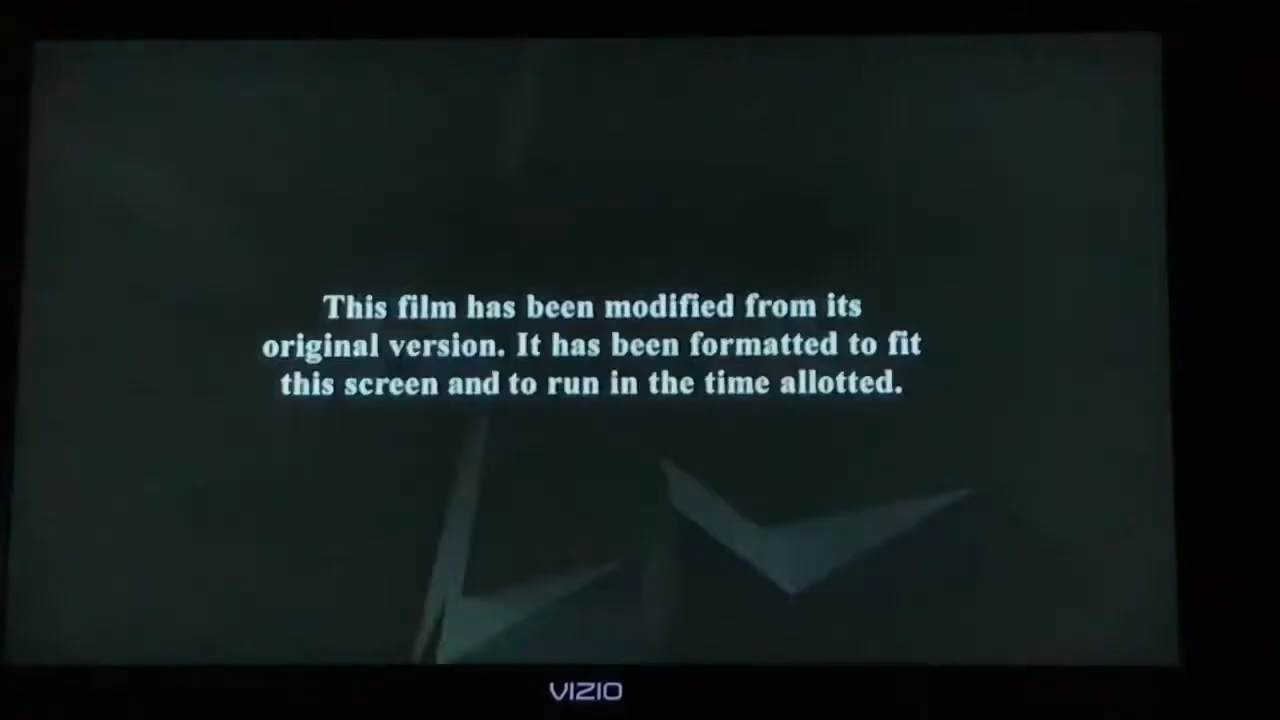 This film has been modified from its
original version. It has been formatted to fit
this screen and to run in the time allotted.
VIZIO